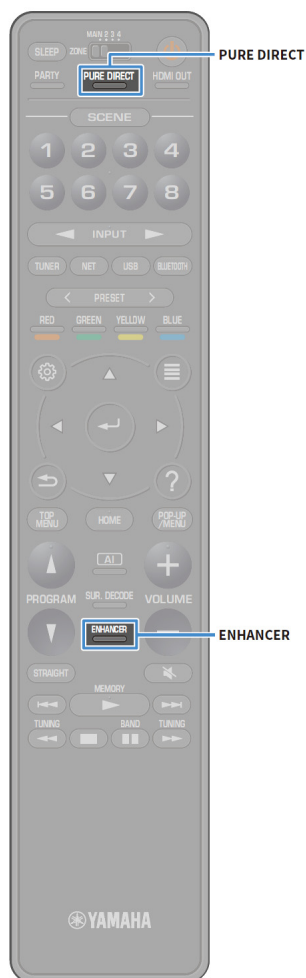 MAIN 2 3 4
SLEEP ZONE
PARTY PURE DIRECT HDMI OUT
PURE DIRECT
SCENE
1 2 3 4
5 6 7 8
INPUT
TUNER NET USB BLUETOOTH
PRESET
RED GREEN YELLOW BLUE
?
TOP
MENU
HOME
POP-UP
/MENU
AI
PROGRAM SUR. DECODE VOLUME
ENHANCER
ENHANCER
STRAIGHT
MEMORY
TUNING BAND TUNING
YAMAHA